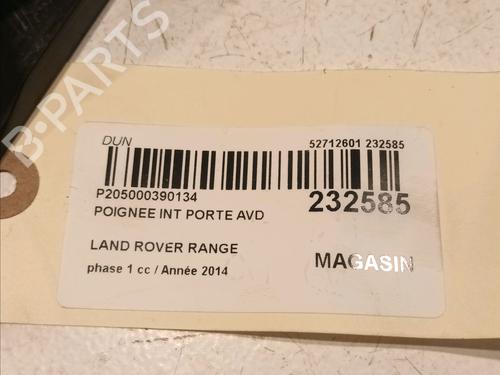 B-PARTS
DUN
52712601 232585
P205000390134
232585
POIGNEE INT PORTE AVD
LAND ROVER RANGE
MAGASIN
phase 1 cc / Année 2014